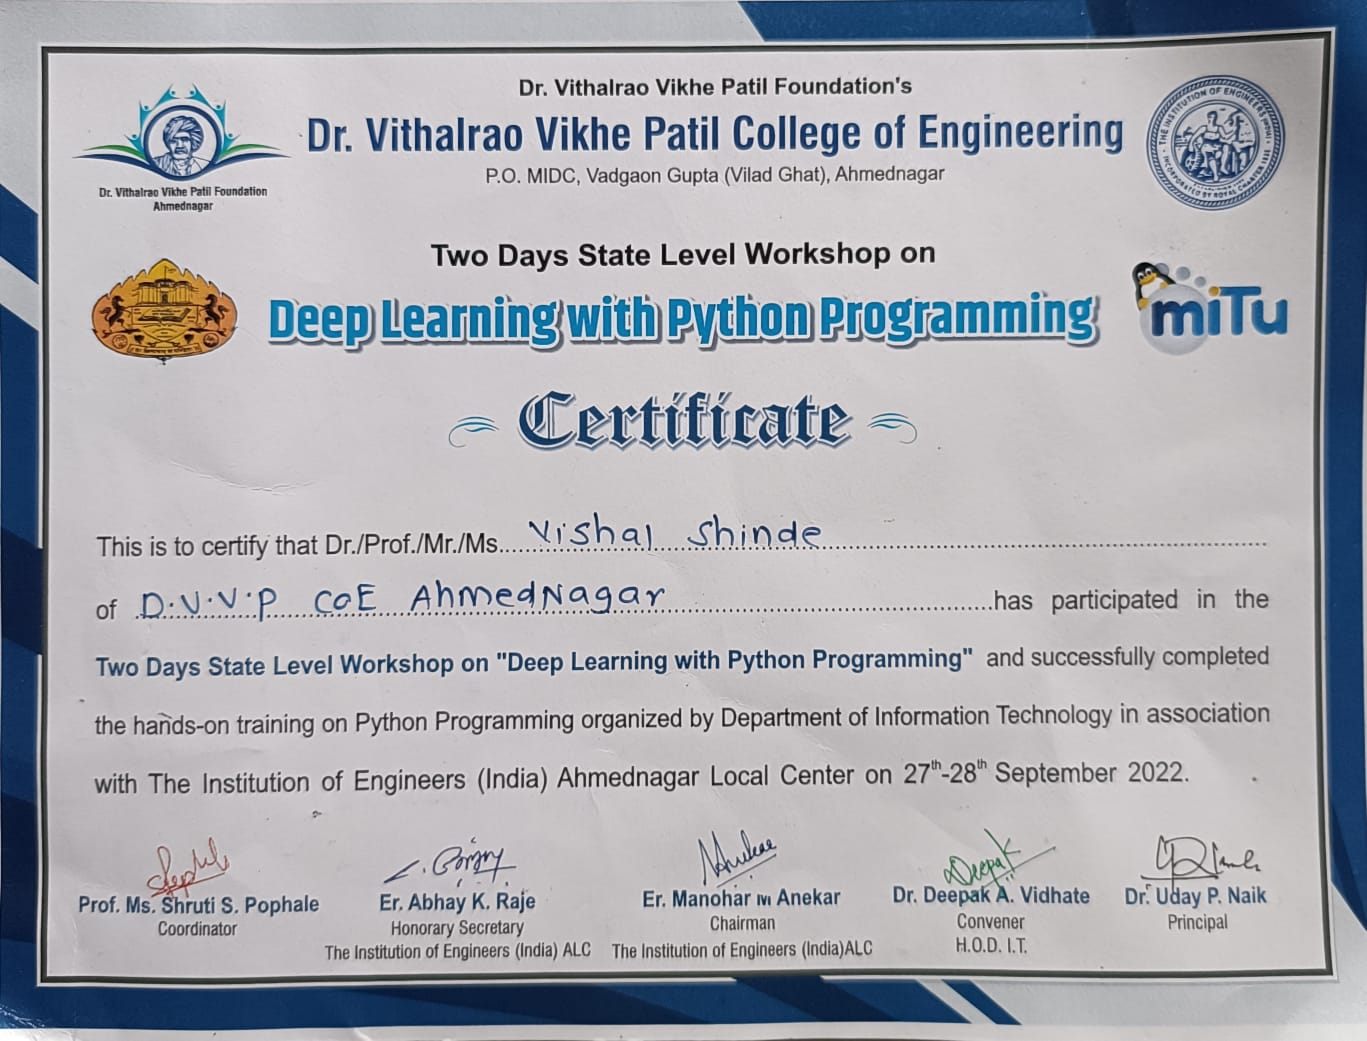 Dr. Vithalrao Vikhe Patil Foundation's
Dr. Vithalrao Vikhe Patil College of Engineering
P.O. MIDC, Vadgaon Gupta (Vilad Ghat), Ahmednagar
Dr. Vithalrao Vikhe Patil Foundation
Ahmednagar
THE INSTITUTION OF ENGINEERS (INDIA)
INCORPORATED BY ROYAL CHARTER 1935
Two Days State Level Workshop on
Deep Learning with Python Programming
miTu
Certificate
This is to certify that Dr./Prof./Mr./Ms. Vishal Shinde
of D.V.V.P COE AhmedNagar has participated in the
Two Days State Level Workshop on "Deep Learning with Python Programming" and successfully completed
the hands-on training on Python Programming organized by Department of Information Technology in association
with The Institution of Engineers (India) Ahmednagar Local Center on 27th-28th September 2022.
Deepak
Prof. Ms. Shruti S. Pophale Er. Abhay K. Raje Er. Manohar M Anekar Dr. Deepak A. Vidhate Dr. Uday P. Naik
Coordinator Honorary Secretary Chairman Convener Principal
The Institution of Engineers (India) ALC The Institution of Engineers (India)ALC H.O.D. I.T.